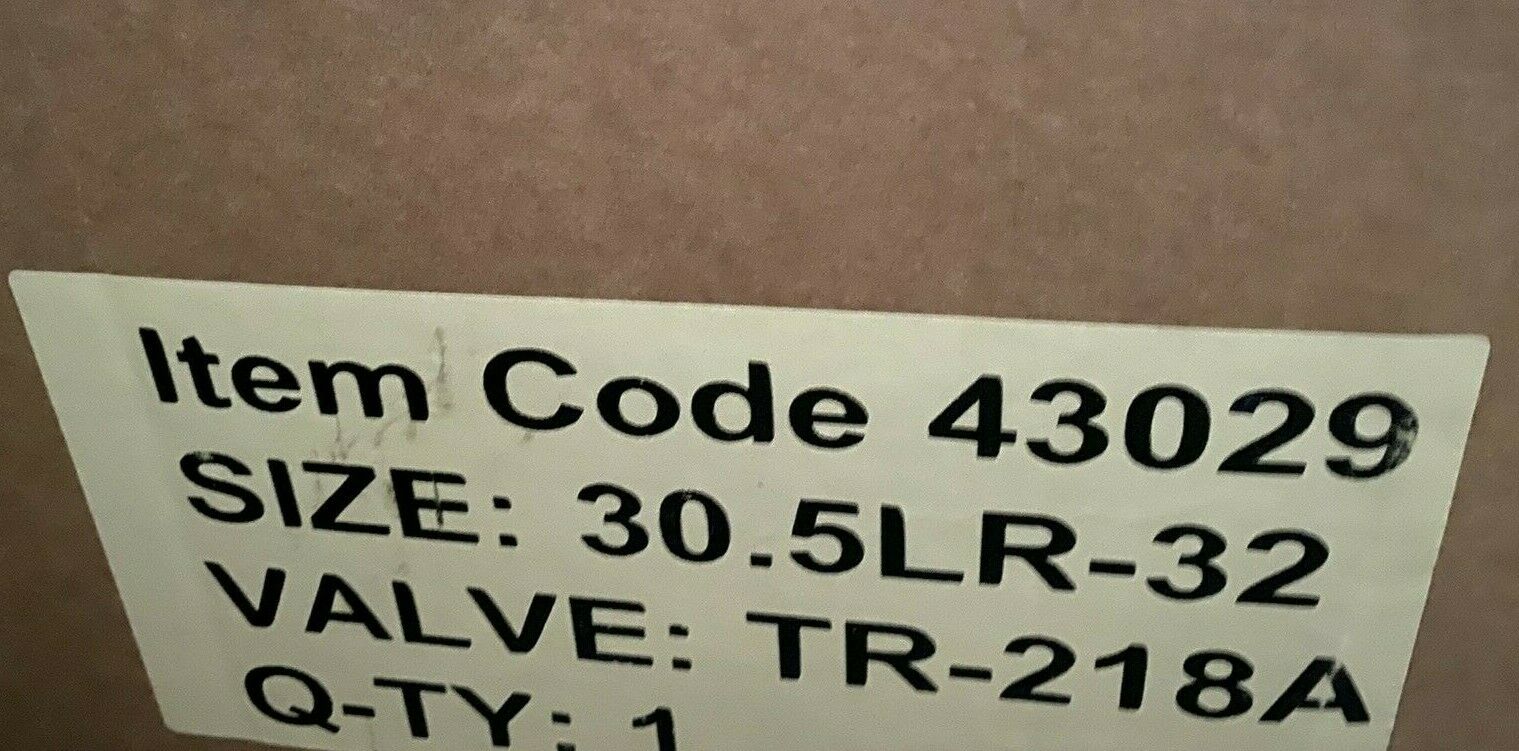 Item Code 43029
SIZE: 30.5LR-32
VALVE: TR-218A
Q-TY: 1